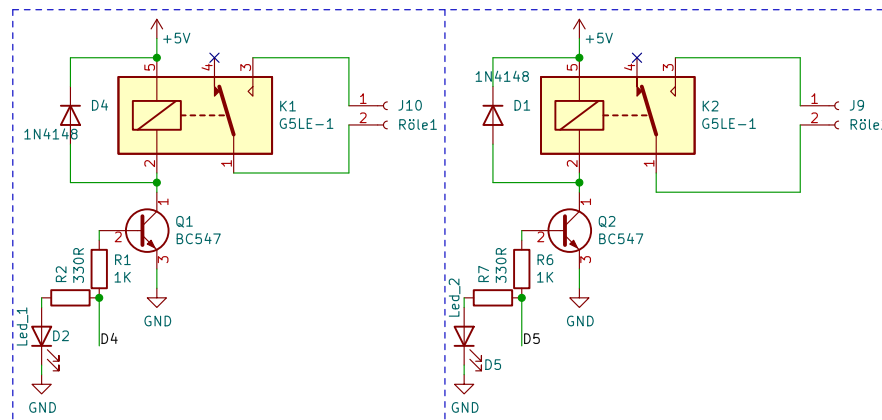 +5V
5
4
3
D4
1N4148
K1
G5LE-1
1
2
J10
Röle1
2
1
1
Q1
BC547
2
3
R1
1K
R2
330R
Led_1
D2
D4
GND
GND
+5V
5
4
3
1N4148
D1
K2
G5LE-1
1
2
J9
Röle
2
1
1
Q2
BC547
2
3
R6
1K
R7
330R
Led_2
D5
D5
GND
GND